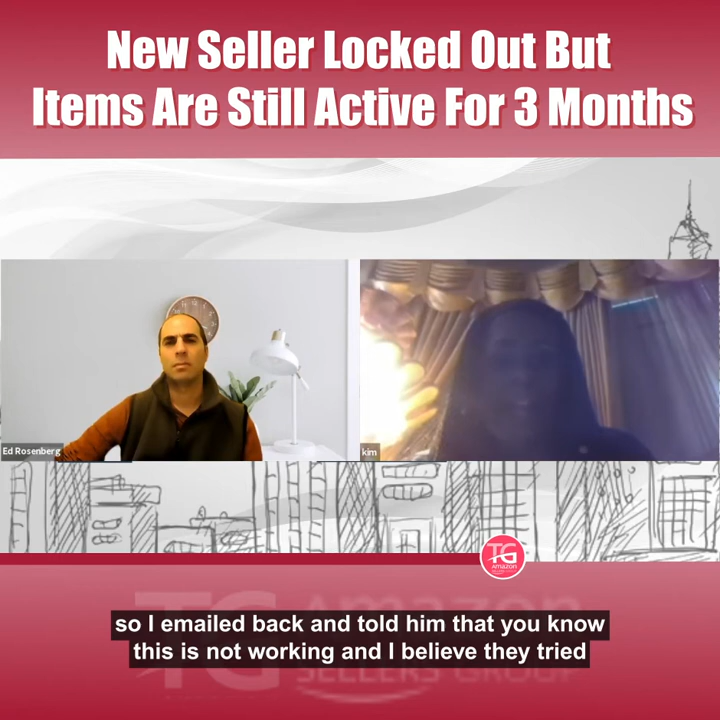 New Seller Locked Out But
Items Are Still Active For 3 Months
Ed Rosenberg
kim
TG
Amazon
so I emailed back and told him that you know
this is not working and I believe they tried
TG amazon
SELLERS GROUP